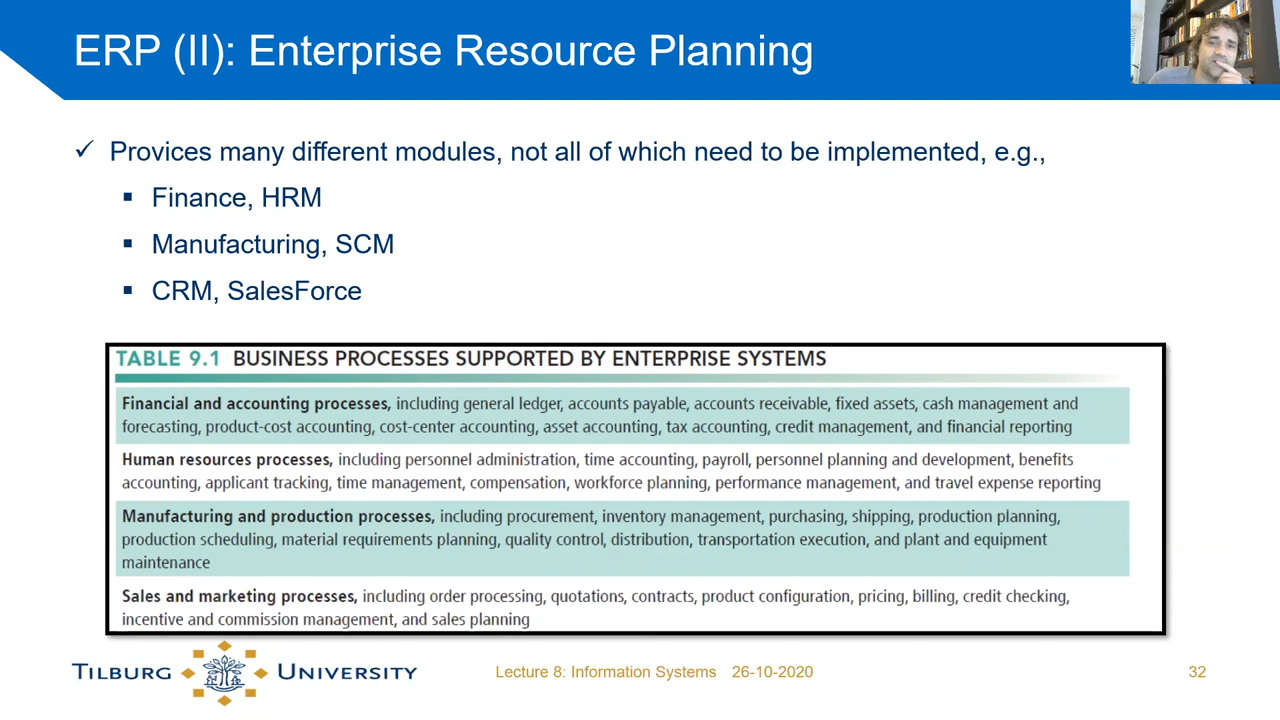 ERP (II): Enterprise Resource Planning
✓ Provices many different modules, not all of which need to be implemented, e.g.,
▪ Finance, HRM
▪ Manufacturing, SCM
▪ CRM, SalesForce
TABLE 9.1 BUSINESS PROCESSES SUPPORTED BY ENTERPRISE SYSTEMS
Financial and accounting processes, including general ledger, accounts payable, accounts receivable, fixed assets, cash management and
forecasting, product-cost accounting, cost-center accounting, asset accounting, tax accounting, credit management, and financial reporting
Human resources processes, including personnel administration, time accounting, payroll, personnel planning and development, benefits
accounting, applicant tracking, time management, compensation, workforce planning, performance management, and travel expense reporting
Manufacturing and production processes, including procurement, inventory management, purchasing, shipping, production planning,
production scheduling, material requirements planning, quality control, distribution, transportation execution, and plant and equipment
maintenance
Sales and marketing processes, including order processing, quotations, contracts, product configuration, pricing, billing, credit checking,
incentive and commission management, and sales planning
TILBURG UNIVERSITY
Lecture 8: Information Systems 26-10-2020
32